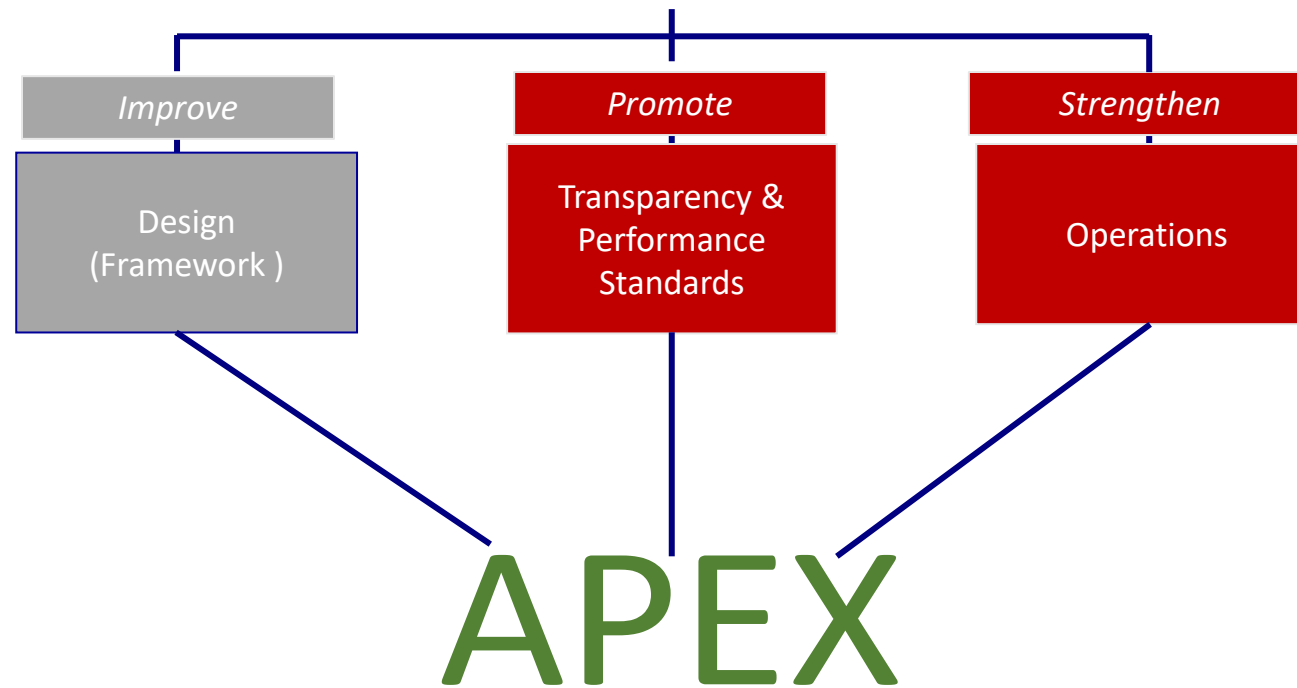 Improve
Promote
Strengthen
Design
(Framework )
Transparency &
Performance
Standards
Operations
APEX